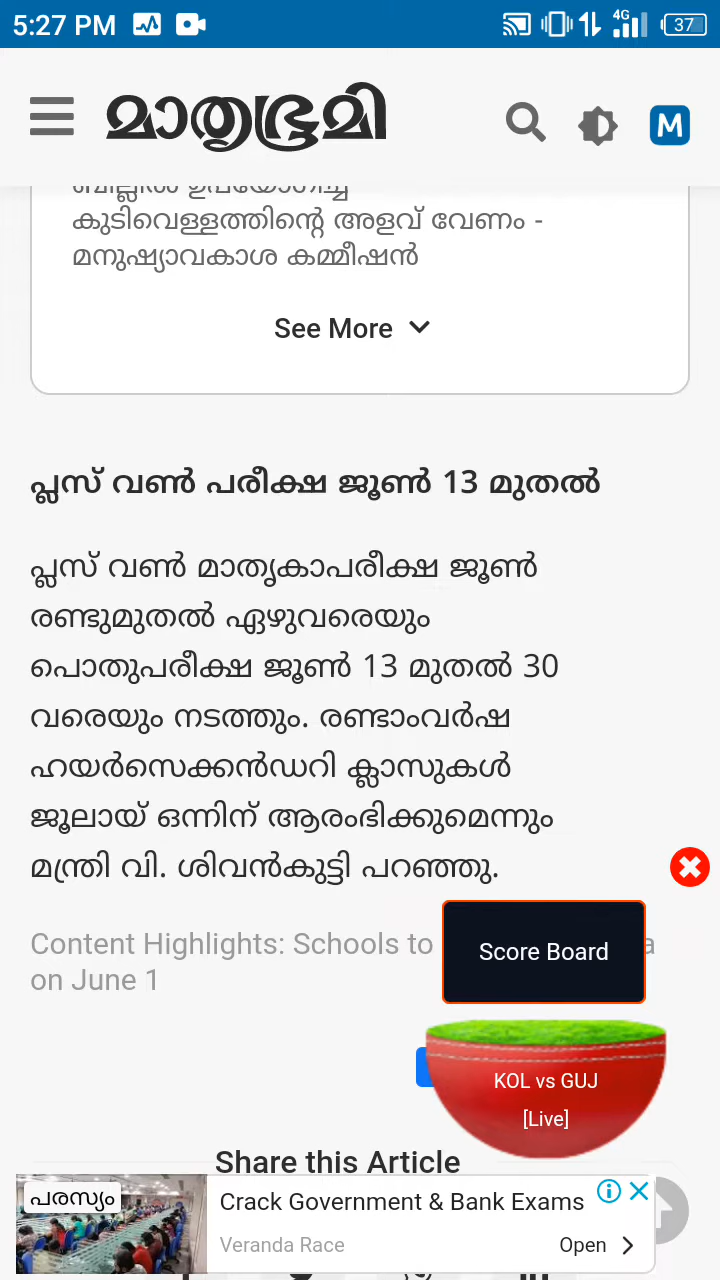 5:27 PM
4G
37
മാതൃഭൂമി
M
ബില്ലിൽ ഉപയോഗിച്ച
കുടിവെള്ളത്തിന്റെ അളവ് വേണം -
മനുഷ്യാവകാശ കമ്മീഷൻ
See More
പ്ലസ് വൺ പരീക്ഷ ജൂൺ 13 മുതൽ
പ്ലസ് വൺ മാതൃകാപരീക്ഷ ജൂൺ
രണ്ടുമുതൽ ഏഴുവരെയും
പൊതുപരീക്ഷ ജൂൺ 13 മുതൽ 30
വരെയും നടത്തും. രണ്ടാംവർഷ
ഹയർസെക്കൻഡറി ക്ലാസുകൾ
ജൂലായ് ഒന്നിന് ആരംഭിക്കുമെന്നും
മന്ത്രി വി. ശിവൻകുട്ടി പറഞ്ഞു.
Content Highlights: Schools to
on June 1
Score Board
KOL vs GUJ
[Live]
Share this Article
പരസ്യം
Crack Government & Bank Exams
Veranda Race
Open